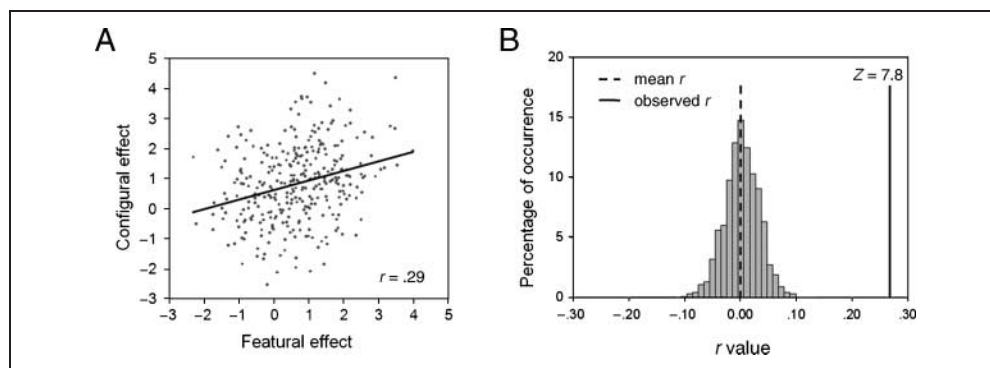 A
5
4
3
2
1
0
−1
−2
−3
Configural effect
r = .29
−3 −2 −1 0 1 2 3 4 5
Featural effect
B
20
15
10
5
0
Percentage of occurrence
mean r
observed r
Z = 7.8
−.30 −.20 −.10 0.00 .10 .20 .30
r value